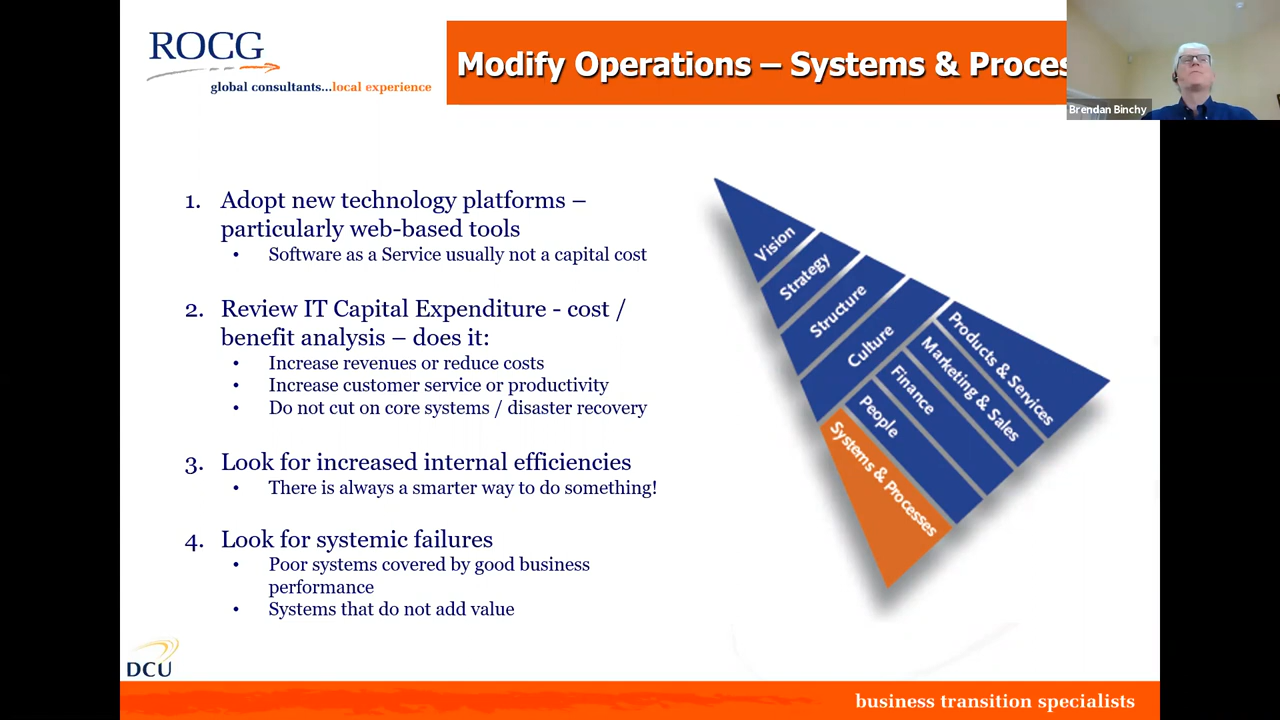 ROCG
global consultants...local experience
Modify Operations – Systems & Proces
Brendan Binchy
1. Adopt new technology platforms –
particularly web-based tools
• Software as a Service usually not a capital cost
2. Review IT Capital Expenditure - cost /
benefit analysis – does it:
• Increase revenues or reduce costs
• Increase customer service or productivity
• Do not cut on core systems / disaster recovery
3. Look for increased internal efficiencies
• There is always a smarter way to do something!
4. Look for systemic failures
• Poor systems covered by good business
performance
• Systems that do not add value
Vision
Strategy
Structure
Culture
Products & Services
Marketing & Sales
Finance
People
Systems & Processes
DCU
business transition specialists